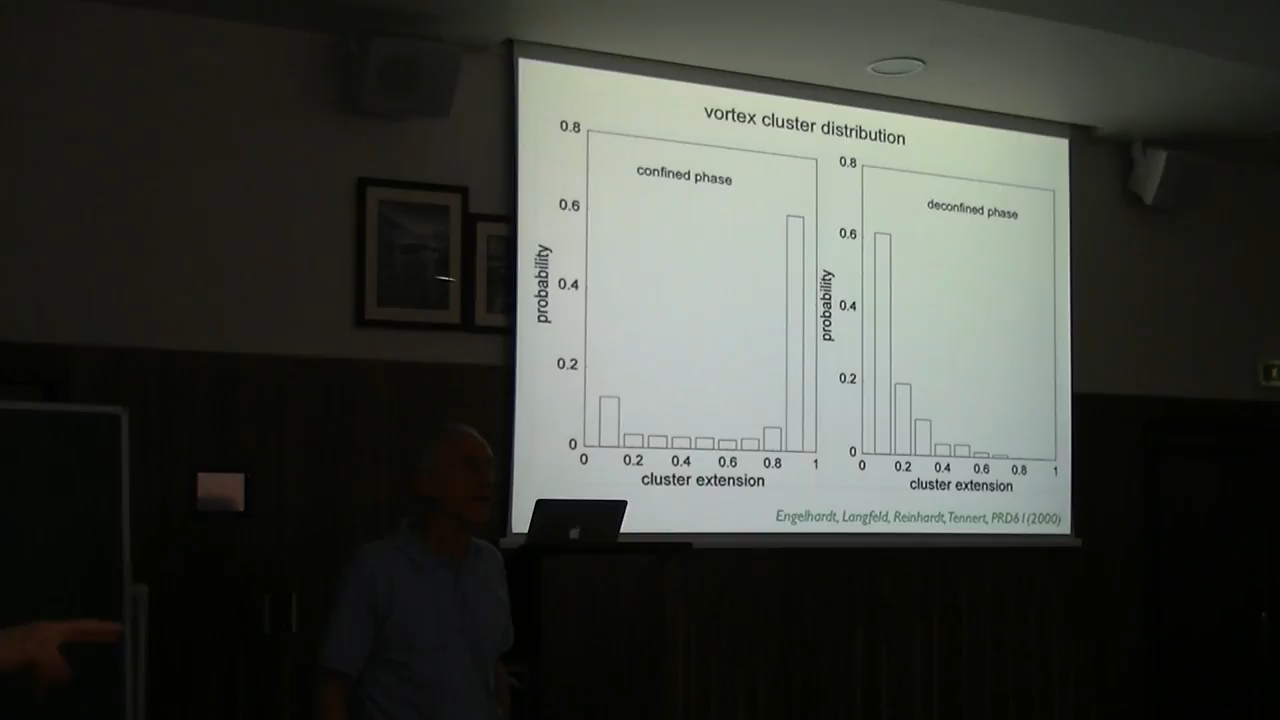 vortex cluster distribution
0.8
confined phase
0.6
0.4
0.2
0
probability
0 0.2 0.4 0.6 0.8 1
cluster extension
0.8
deconfined phase
0.6
0.4
0.2
0
probability
0 0.2 0.4 0.6 0.8 1
cluster extension
Engelhardt, Langfeld, Reinhardt, Tennert, PRD61(2000)